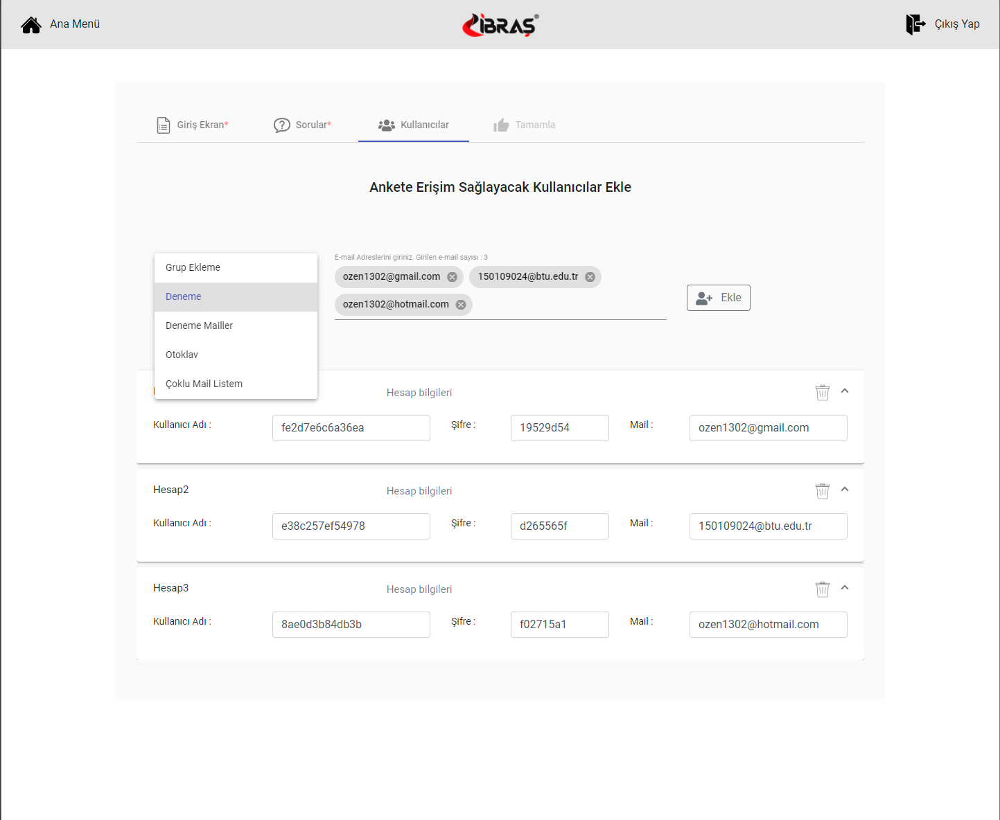 Ana Menü
İBRAŞ®
Çıkış Yap
Giriş Ekran*
Sorular*
Kullanıcılar
Tamamla
Ankete Erişim Sağlayacak Kullanıcılar Ekle
Grup Ekleme
Deneme
Deneme Mailler
Otoklav
Çoklu Mail Listem
E-mail Adreslerini giriniz. Girilen e-mail sayısı : 3
ozen1302@gmail.com 150109024@btu.edu.tr
ozen1302@hotmail.com
Ekle
Hesap bilgileri
Kullanıcı Adı : fe2d7e6c6a36ea Şifre : 19529d54 Mail : ozen1302@gmail.com
Hesap2 Hesap bilgileri
Kullanıcı Adı : e38c257ef54978 Şifre : d265565f Mail : 150109024@btu.edu.tr
Hesap3 Hesap bilgileri
Kullanıcı Adı : 8ae0d3b84db3b Şifre : f02715a1 Mail : ozen1302@hotmail.com